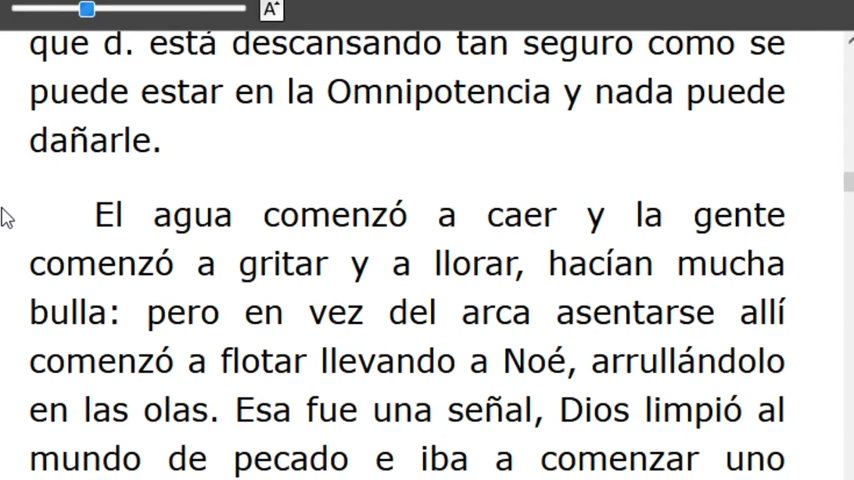 que d. está descansando tan seguro como se
puede estar en la Omnipotencia y nada puede
dañarle.
El agua comenzó a caer y la gente
comenzó a gritar y a llorar, hacían mucha
bulla: pero en vez del arca asentarse allí
comenzó a flotar llevando a Noé, arrullándolo
en las olas. Esa fue una señal, Dios limpió al
mundo de pecado e iba a comenzar uno